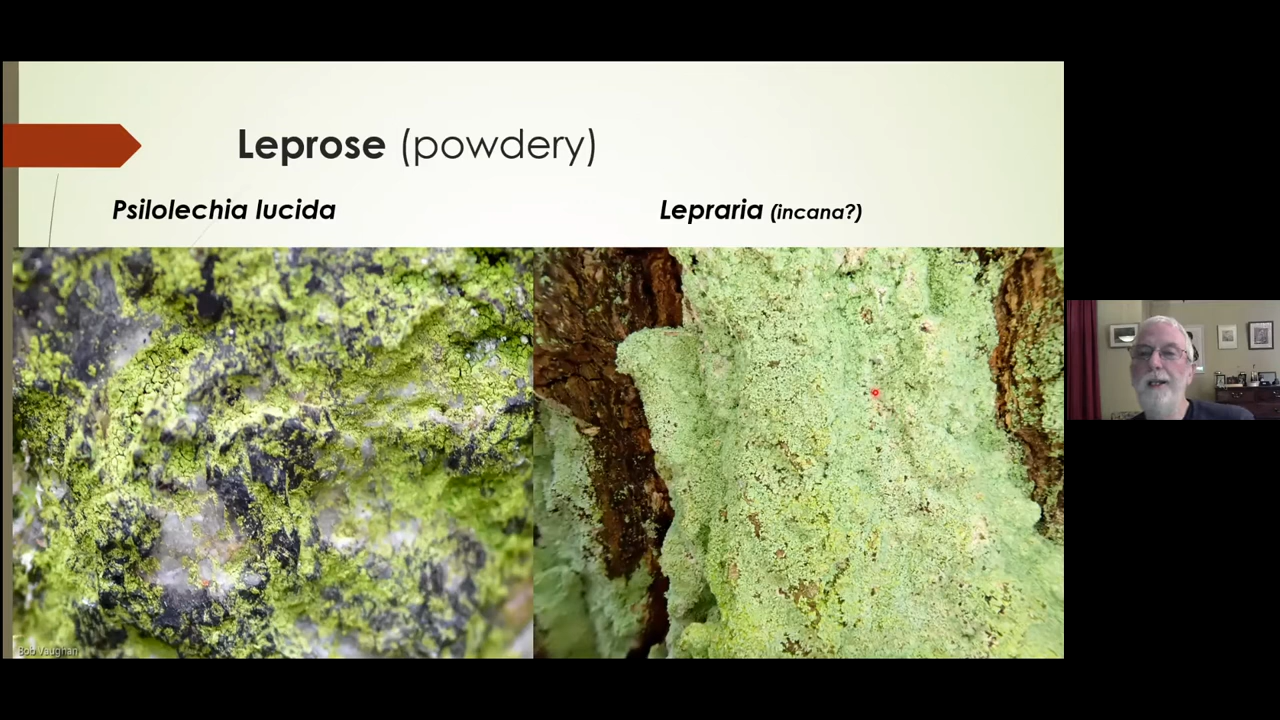 Leprose (powdery)
Psilolechia lucida
Lepraria (incana?)
Bob Vaughan